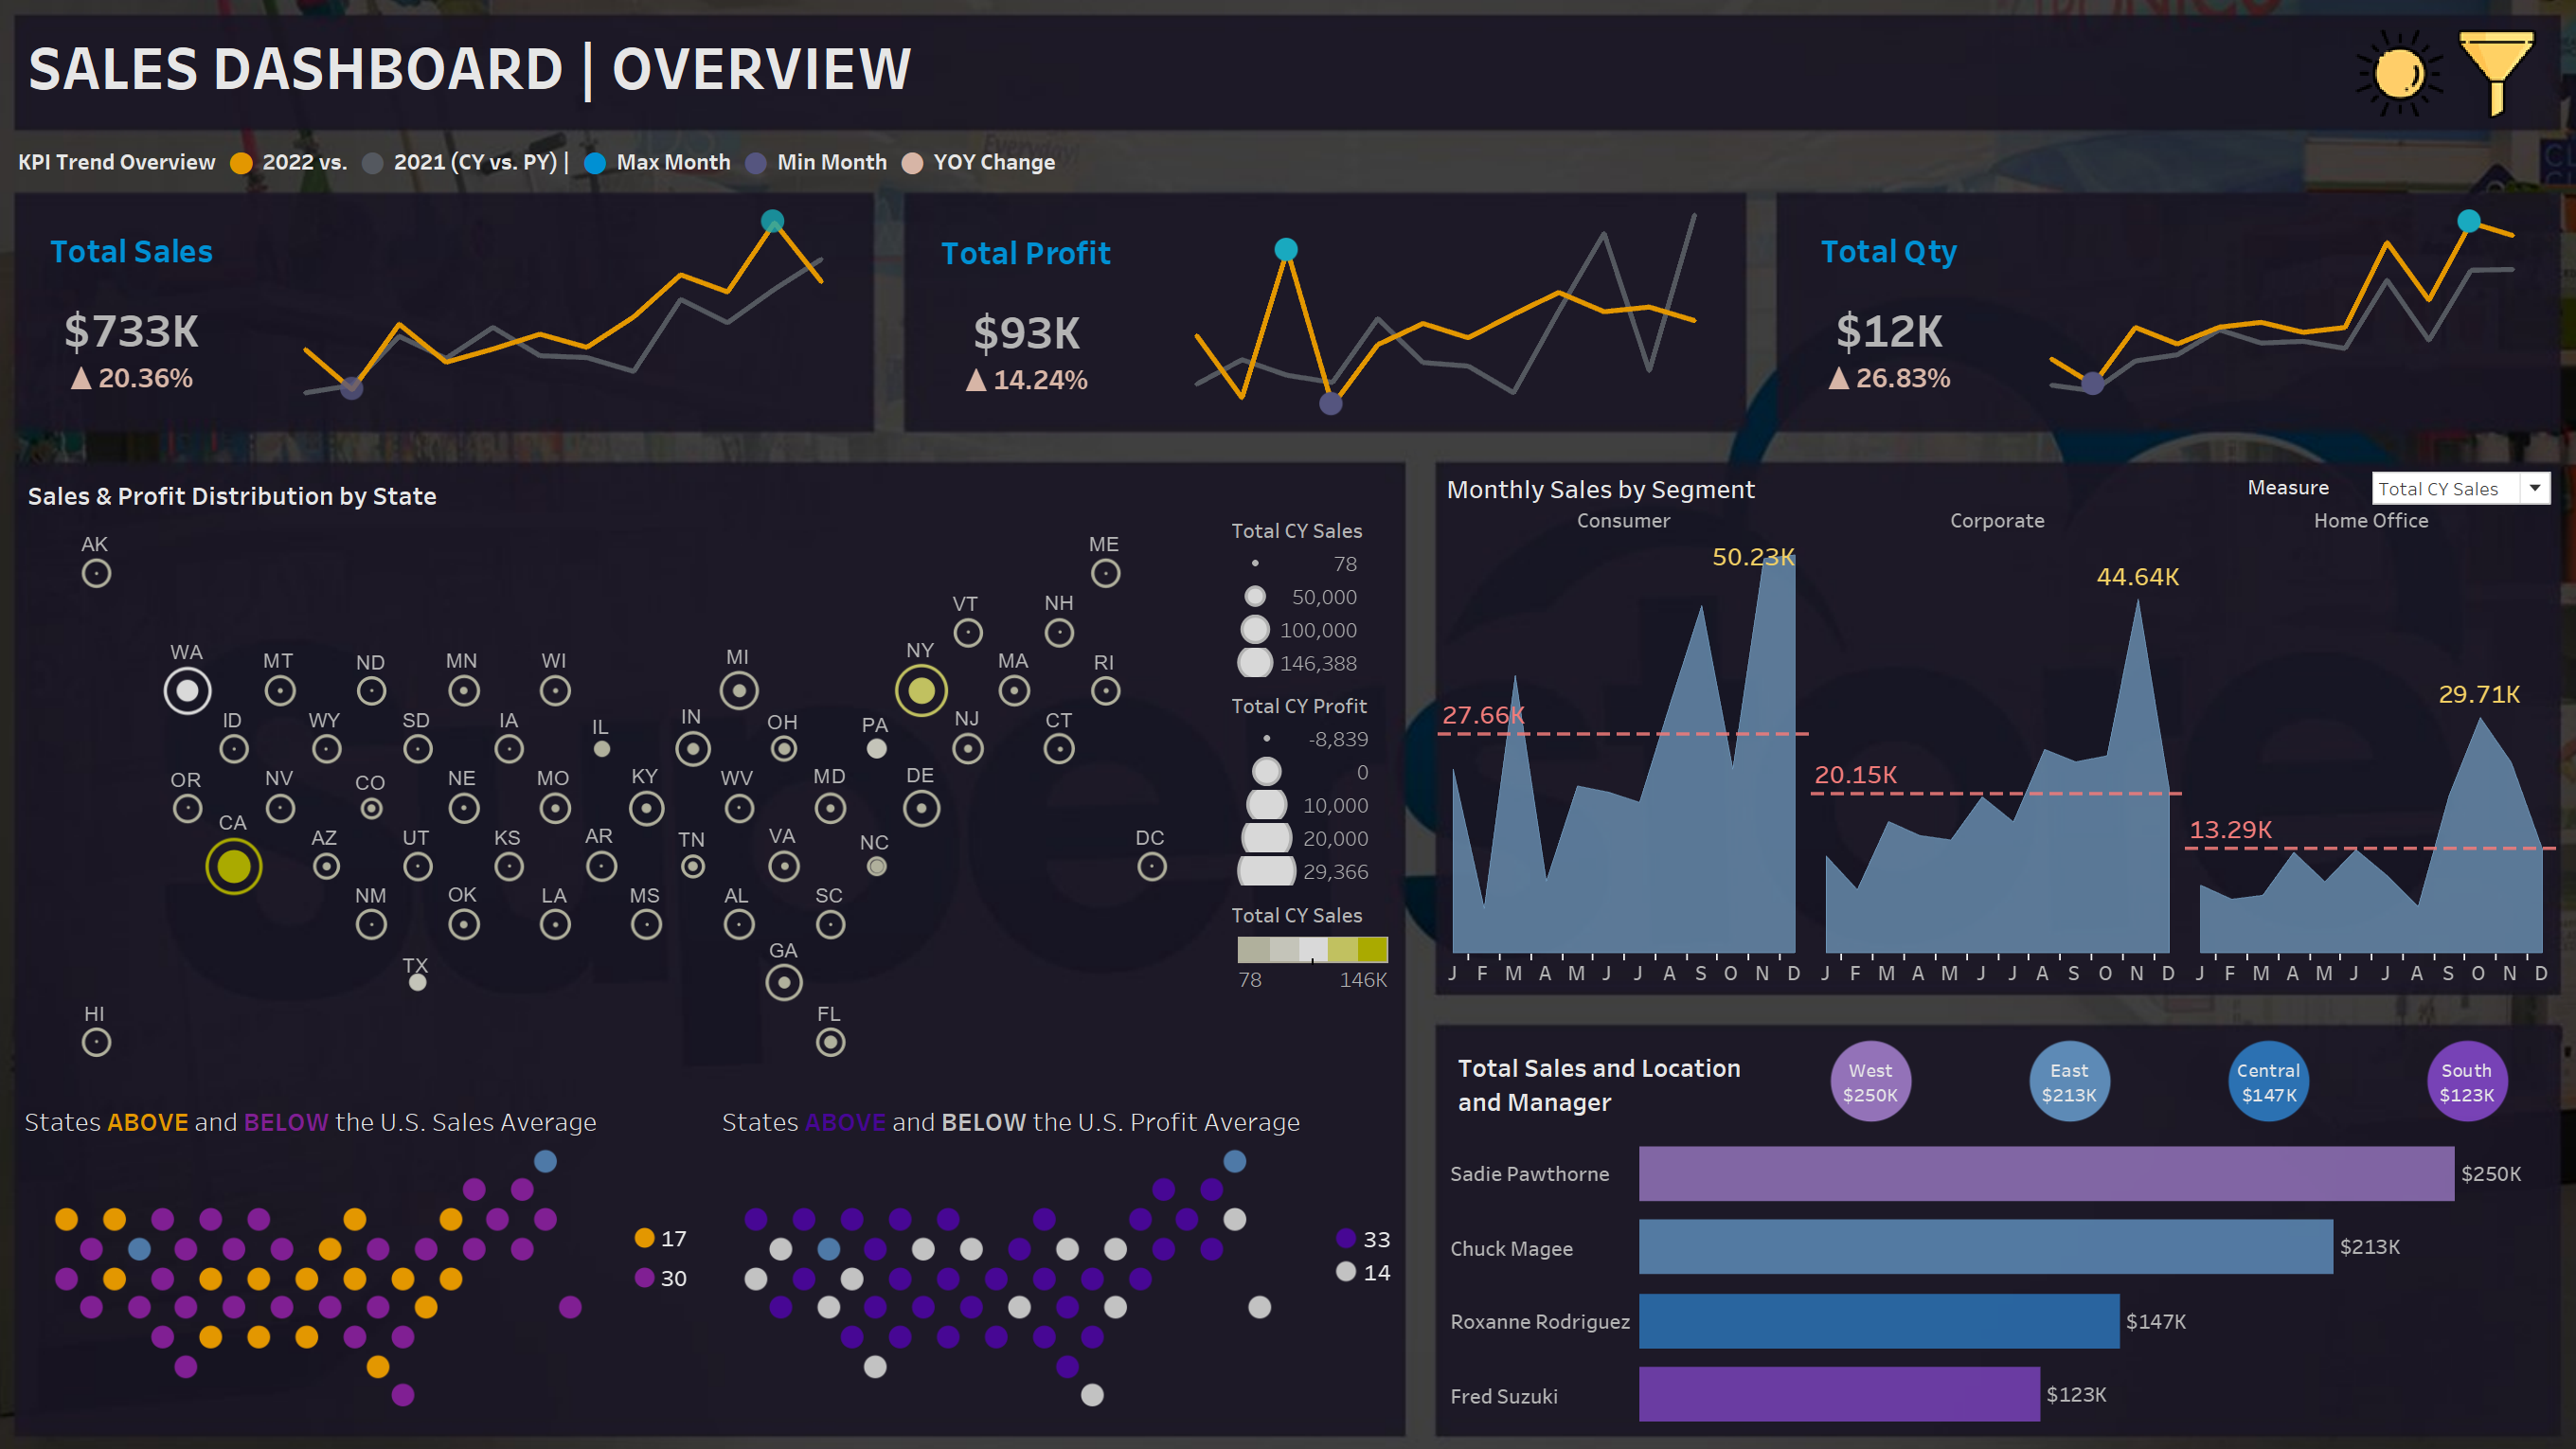 SALES DASHBOARD | OVERVIEW
KPI Trend Overview 2022 vs. 2021 (CY vs. PY) | Max Month Min Month YOY Change
Total Sales
$733K
▲ 20.36%
Total Profit
$93K
▲ 14.24%
Total Qty
$12K
▲ 26.83%
Sales & Profit Distribution by State
AK
ME
VT
NH
WA
MT
ND
MN
WI
MI
NY
MA
RI
ID
WY
SD
IA
IL
IN
OH
PA
NJ
CT
OR
NV
CO
NE
MO
KY
WV
MD
DE
CA
AZ
UT
KS
AR
TN
VA
NC
DC
NM
OK
LA
MS
AL
SC
TX
GA
HI
FL
Total CY Sales
78
50,000
100,000
146,388
Total CY Profit
-8,839
0
10,000
20,000
29,366
Total CY Sales
78 146K
States ABOVE and BELOW the U.S. Sales Average
17
30
States ABOVE and BELOW the U.S. Profit Average
33
14
Monthly Sales by Segment
Measure
Total CY Sales
Consumer
Corporate
Home Office
50.23K
44.64K
29.71K
27.66K
20.15K
13.29K
J F M A M J J A S O N D
J F M A M J J A S O N D
J F M A M J J A S O N D
Total Sales and Location
and Manager
West
$250K
East
$213K
Central
$147K
South
$123K
Sadie Pawthorne
$250K
Chuck Magee
$213K
Roxanne Rodriguez
$147K
Fred Suzuki
$123K